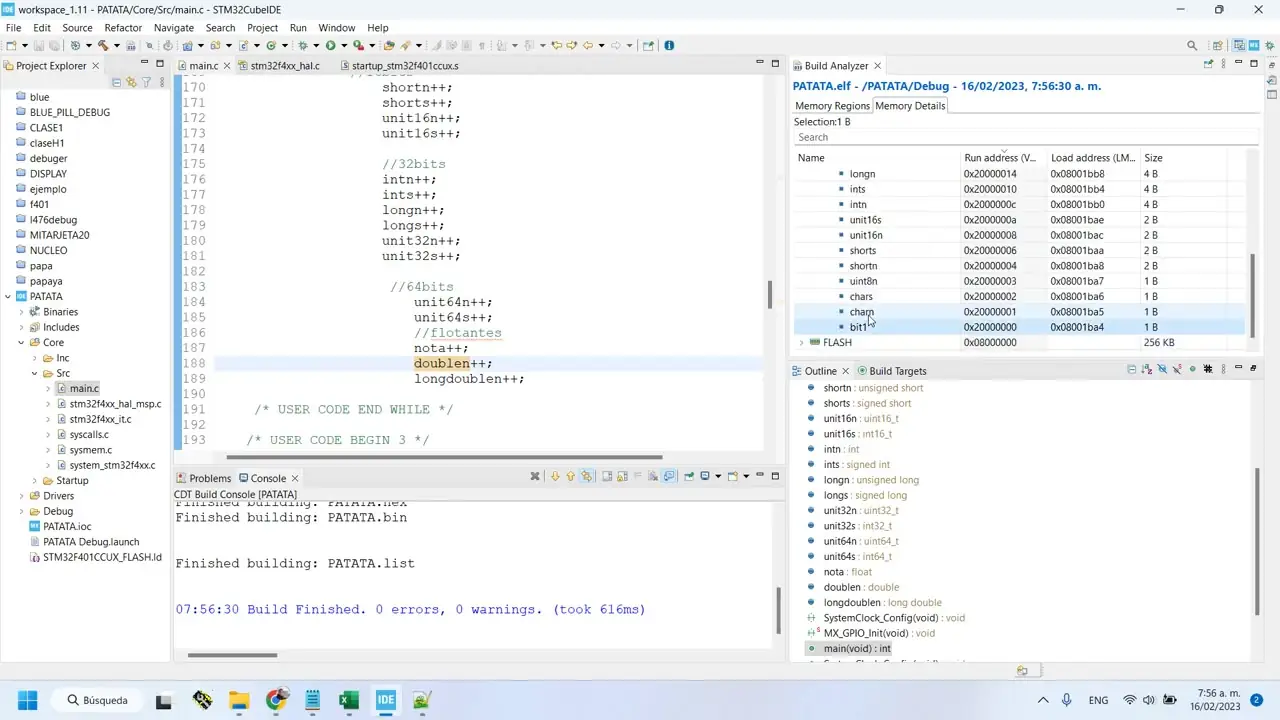 workspace_1.11 - PATATA/Core/Src/main.c - STM32CubeIDE
File Edit Source Refactor Navigate Search Project Run Window Help
Project Explorer
blue
BLUE_PILL_DEBUG
CLASE1
claseH1
debuger
DISPLAY
ejemplo
f401
l476debug
MITARJETA20
NUCLEO
papa
papaya
PATATA
Binaries
Includes
Core
Inc
Src
main.c
stm32f4xx_hal_msp.c
stm32f4xx_it.c
syscalls.c
sysmem.c
system_stm32f4xx.c
Startup
Drivers
Debug
PATATA.ioc
PATATA Debug.launch
STM32F401CCUX_FLASH.ld
main.c stm32f4xx_hal.c startup_stm32f401ccux.s
170 shortn++;
171 shorts++;
172 unit16n++;
173 unit16s++;
174
175 //32bits
176 intn++;
177 ints++;
178 longn++;
179 longs++;
180 unit32n++;
181 unit32s++;
182
183 //64bits
184 unit64n++;
185 unit64s++;
186 //flotantes
187 nota++;
188 doublen++;
189 longdoublen++;
190
191 /* USER CODE END WHILE */
192
193 /* USER CODE BEGIN 3 */
Problems Console
CDT Build Console [PATATA]
Finished building: PATATA.hex
Finished building: PATATA.bin
Finished building: PATATA.list
07:56:30 Build Finished. 0 errors, 0 warnings. (took 616ms)
Build Analyzer
PATATA.elf - /PATATA/Debug - 16/02/2023, 7:56:30 a. m.
Memory Regions Memory Details
Selection:1 B
Search
Name Run address (V... Load address (LM... Size
longn 0x20000014 0x08001bb8 4 B
ints 0x20000010 0x08001bb4 4 B
intn 0x2000000c 0x08001bb0 4 B
unit16s 0x2000000a 0x08001bae 2 B
unit16n 0x20000008 0x08001bac 2 B
shorts 0x20000006 0x08001baa 2 B
shortn 0x20000004 0x08001ba8 2 B
uint8n 0x20000003 0x08001ba7 1 B
chars 0x20000002 0x08001ba6 1 B
charn 0x20000001 0x08001ba5 1 B
bit1 0x20000000 0x08001ba4 1 B
FLASH 0x08000000 256 KB
Outline Build Targets
shortn : unsigned short
shorts : signed short
unit16n : uint16_t
unit16s : int16_t
intn : int
ints : signed int
longn : unsigned long
longs : signed long
unit32n : uint32_t
unit32s : int32_t
unit64n : uint64_t
unit64s : int64_t
nota : float
doublen : double
longdoublen : long double
SystemClock_Config(void) : void
MX_GPIO_Init(void) : void
main(void) : int
Búsqueda
IDE
ENG
7:56 a. m.
16/02/2023
2